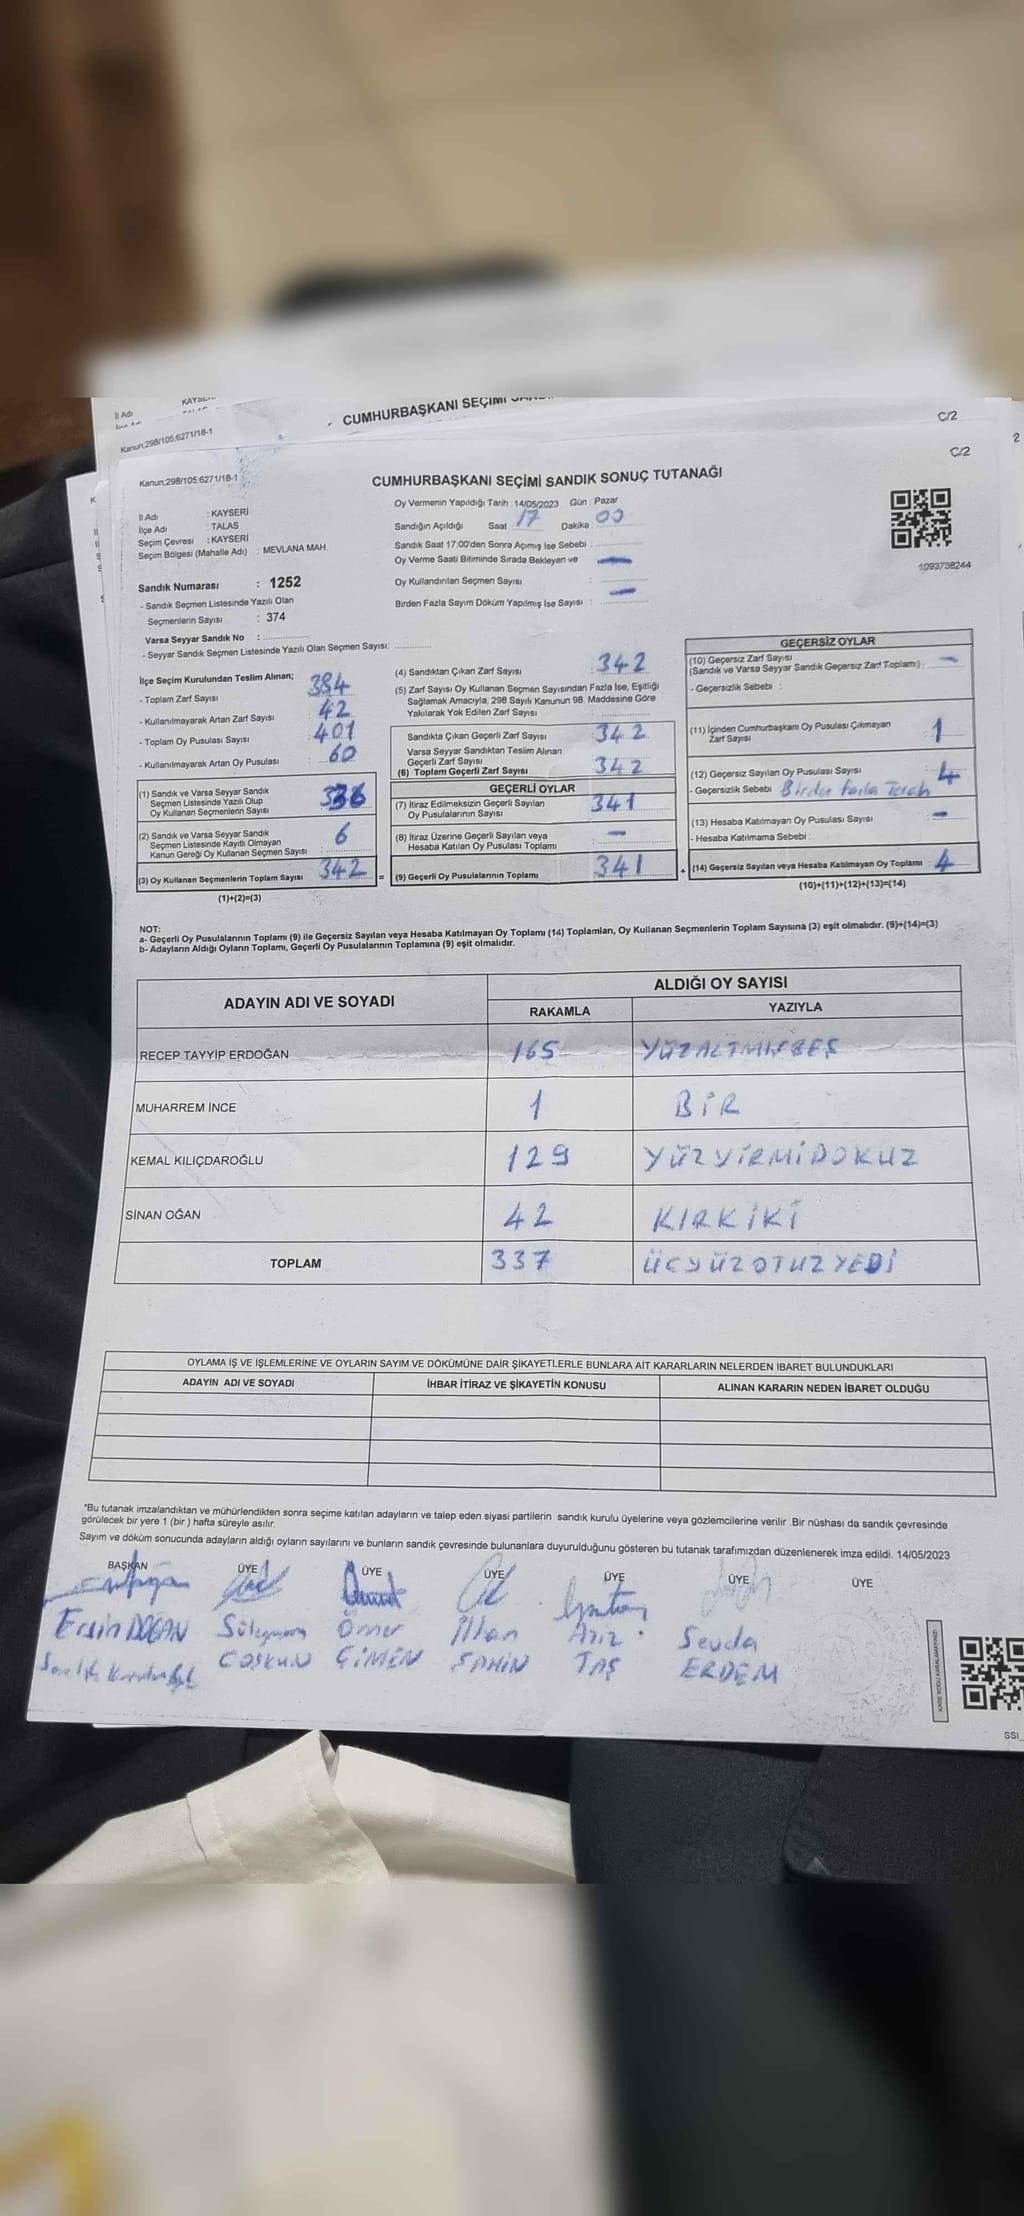 İl Adı
KAYSE
CUMHURBAŞKANI SEÇİMİ
C/2
Kanun;298/105;6271/18-1
2
Kanun;298/105;6271/18-1
CUMHURBAŞKANI SEÇİMİ SANDIK SONUÇ TUTANAĞI
C/2
İl Adı : KAYSERİ
İlçe Adı : TALAS
Seçim Çevresi : KAYSERİ
Seçim Bölgesi (Mahalle Adı) : MEVLANA MAH.
Sandık Numarası : 1252
- Sandık Seçmen Listesinde Yazılı Olan
Seçmenlerin Sayısı : 374
Varsa Seyyar Sandık No :
- Seyyar Sandık Seçmen Listesinde Yazılı Olan Seçmen Sayısı:
Oy Vermenin Yapıldığı Tarih : 14/05/2023 Gün : Pazar
Sandığın Açıldığı Saat : 17 Dakika : 00
Sandık Saat 17:00'den Sonra Açımış İse Sebebi :
Oy Verme Saati Bitiminde Sırada Bekleyen ve : —
Oy Kullandırılan Seçmen Sayısı :
Birden Fazla Sayım Döküm Yapılmış İse Sayısı : —
1093738244
İlçe Seçim Kurulundan Teslim Alınan;
- Toplam Zarf Sayısı : 384
- Kullanılmayarak Artan Zarf Sayısı : 42
- Toplam Oy Pusulası Sayısı : 401
- Kullanılmayarak Artan Oy Pusulası : 60
(1) Sandık ve Varsa Seyyar Sandık
Seçmen Listesinde Yazılı Olup
Oy Kullanan Seçmenlerin Sayısı : 336
(2) Sandık ve Varsa Seyyar Sandık
Seçmen Listesinde Kayıtlı Olmayan
Kanun Gereği Oy Kullanan Seçmen Sayısı : 6
(3) Oy Kullanan Seçmenlerin Toplam Sayısı : 342 =
(1)+(2)=(3)
(4) Sandıktan Çıkan Zarf Sayısı : 342
(5) Zarf Sayısı Oy Kullanan Seçmen Sayısından Fazla İse, Eşitliği
Sağlamak Amacıyla, 298 Sayılı Kanunun 98. Maddesine Göre
Yakılarak Yok Edilen Zarf Sayısı :
Sandıkta Çıkan Geçerli Zarf Sayısı : 342
Varsa Seyyar Sandıktan Teslim Alınan
Geçerli Zarf Sayısı :
(6) Toplam Geçerli Zarf Sayısı : 342
GEÇERLİ OYLAR
(7) İtiraz Edilmeksizin Geçerli Sayılan
Oy Pusulalarının Sayısı : 341
(8) İtiraz Üzerine Geçerli Sayılan veya
Hesaba Katılan Oy Pusulası Toplamı : —
(9) Geçerli Oy Pusulalarının Toplamı : 341 +
GEÇERSİZ OYLAR
(10) Geçersiz Zarf Sayısı
(Sandık ve Varsa Seyyar Sandık Geçersiz Zarf Toplamı) : —
- Geçersizlik Sebebi :
(11) İçinden Cumhurbaşkanı Oy Pusulası Çıkmayan
Zarf Sayısı : 1
(12) Geçersiz Sayılan Oy Pusulası Sayısı : 4
- Geçersizlik Sebebi : Birden Fazla Tercih
(13) Hesaba Katılmayan Oy Pusulası Sayısı : —
- Hesaba Katılmama Sebebi :
(14) Geçersiz Sayılan veya Hesaba Katılmayan Oy Toplamı : 4
(10)+(11)+(12)+(13)=(14)
NOT:
a- Geçerli Oy Pusulalarının Toplamı (9) ile Geçersiz Sayılan veya Hesaba Katılmayan Oy Toplamı (14) Toplamları, Oy Kullanan Seçmenlerin Toplam Sayısına (3) eşit olmalıdır. (9)+(14)=(3)
b- Adayların Aldığı Oyların Toplamı, Geçerli Oy Pusulalarının Toplamına (9) eşit olmalıdır.
ADAYIN ADI VE SOYADI
ALDIĞI OY SAYISI
RAKAMLA YAZIYLA
RECEP TAYYİP ERDOĞAN 165 YÜZALTMIŞBEŞ
MUHARREM İNCE 1 BİR
KEMAL KILIÇDAROĞLU 129 YÜZYİRMİDOKUZ
SİNAN OĞAN 42 KIRKİKİ
TOPLAM 337 ÜÇYÜZOTUZYEDİ
OYLAMA İŞ VE İŞLEMLERİNE VE OYLARIN SAYIM VE DÖKÜMÜNE DAİR ŞİKAYETLERLE BUNLARA AİT KARARLARIN NELERDEN İBARET BULUNDUKLARI
ADAYIN ADI VE SOYADI İHBAR İTİRAZ VE ŞİKAYETİN KONUSU ALINAN KARARIN NEDEN İBARET OLDUĞU
*Bu tutanak imzalandıktan ve mühürlendikten sonra seçime katılan adayların ve talep eden siyasi partilerin sandık kurulu üyelerine veya gözlemcilerine verilir .Bir nüshası da sandık çevresinde
görülecek bir yere 1 (bir ) hafta süreyle asılır.
Sayım ve döküm sonucunda adayların aldığı oyların sayılarını ve bunların sandık çevresinde bulunanlara duyurulduğunu gösteren bu tutanak tarafımızdan düzenlenerek imza edildi. 14/05/2023
BAŞKAN ÜYE ÜYE ÜYE ÜYE ÜYE ÜYE
Ersin DOĞAN Süleyman Ömer İlhan Aziz Sevda
Sandık Kurulu Bşk COŞKUN ÇİMEN ŞAHİN TAŞ ERDEM
KARE KODU KARALAMAYINIZ!
SSI